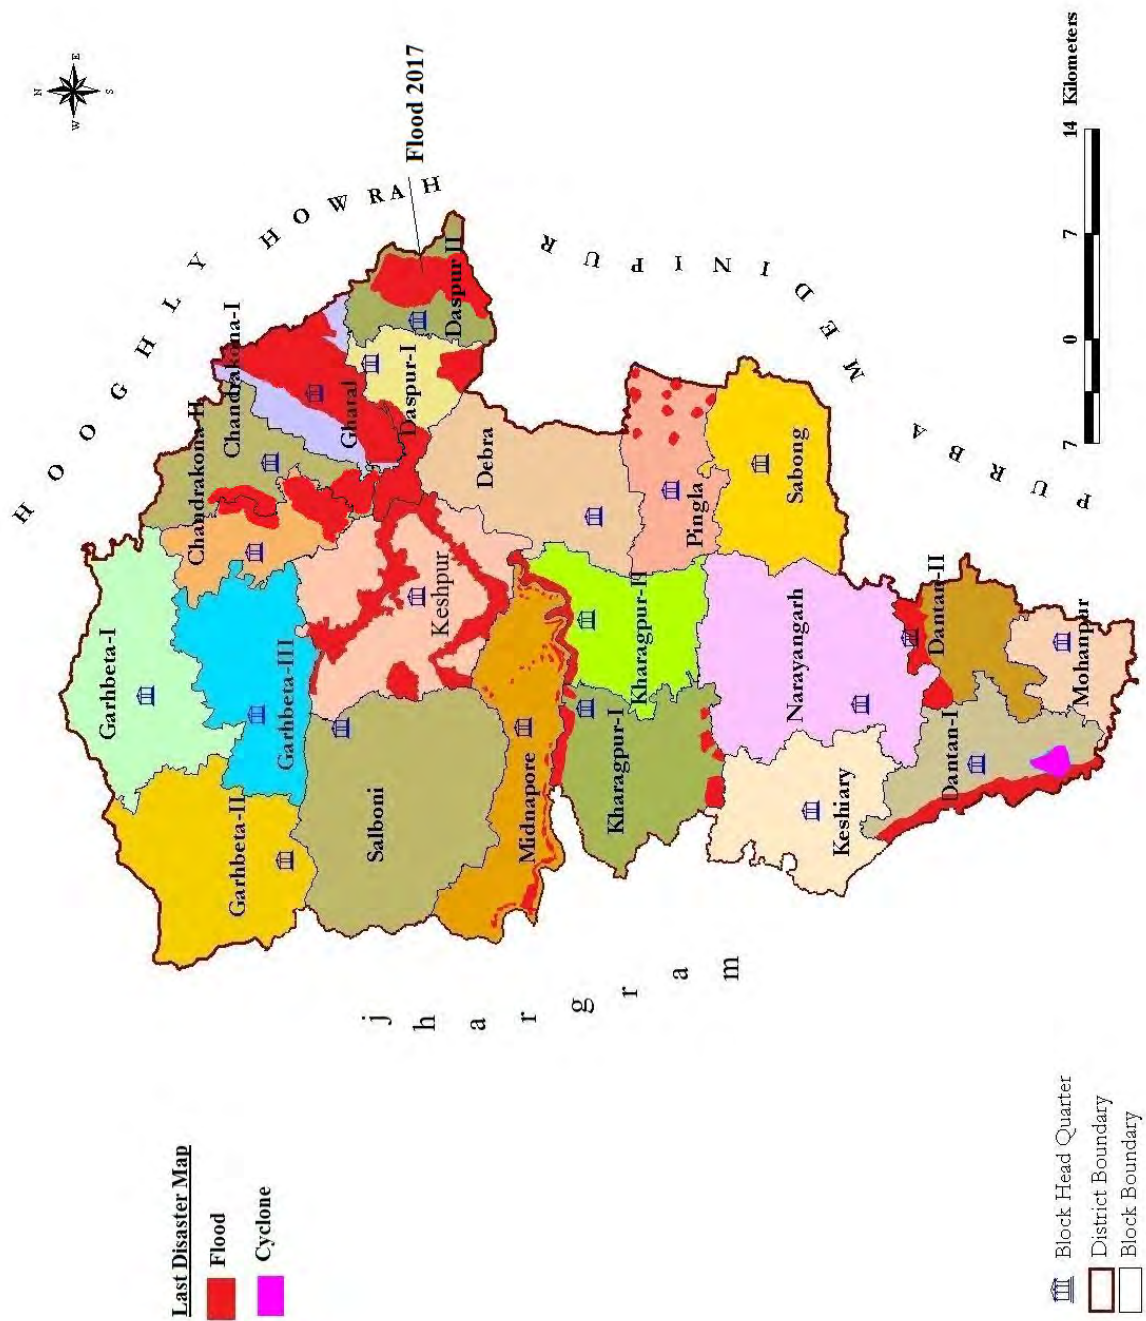 N
W
E
S
Flood 2017
HOOGHLY
HOWRAH
Chandrakona-I
Chandrakona-II
Ghatal
Daspur-I
Daspur II
Garhbeta-I
Garhbeta-III
Garhbeta-II
Keshpur
Debra
Salboni
Midnapore
Kharagpur-II
Kharagpur-I
Pingla
Sabong
Narayangarh
Keshiary
Dantan-II
Dantan-I
Mohanpur
PURBA MEDINIPUR
jhargram
Last Disaster Map
Flood
Cyclone
Block Head Quarter
District Boundary
Block Boundary
7 0 7 14 Kilometers